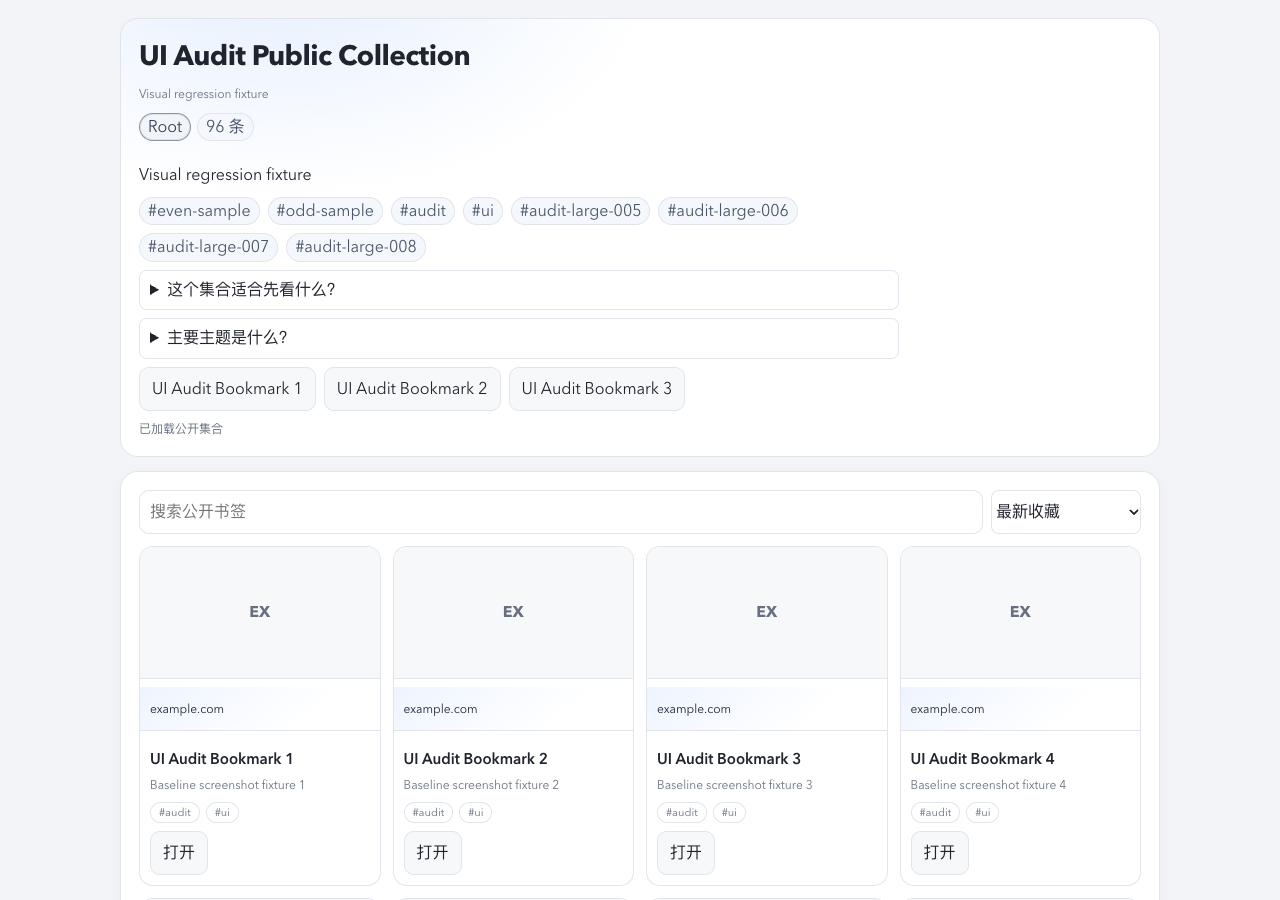 UI Audit Public Collection
Visual regression fixture
Root 96 条
Visual regression fixture
#even-sample #odd-sample #audit #ui #audit-large-005 #audit-large-006
#audit-large-007 #audit-large-008
这个集合适合先看什么?
主要主题是什么?
UI Audit Bookmark 1 UI Audit Bookmark 2 UI Audit Bookmark 3
已加载公开集合
搜索公开书签 最新收藏
EX EX EX EX
example.com example.com example.com example.com
UI Audit Bookmark 1 UI Audit Bookmark 2 UI Audit Bookmark 3 UI Audit Bookmark 4
Baseline screenshot fixture 1 Baseline screenshot fixture 2 Baseline screenshot fixture 3 Baseline screenshot fixture 4
#audit #ui #audit #ui #audit #ui #audit #ui
打开 打开 打开 打开